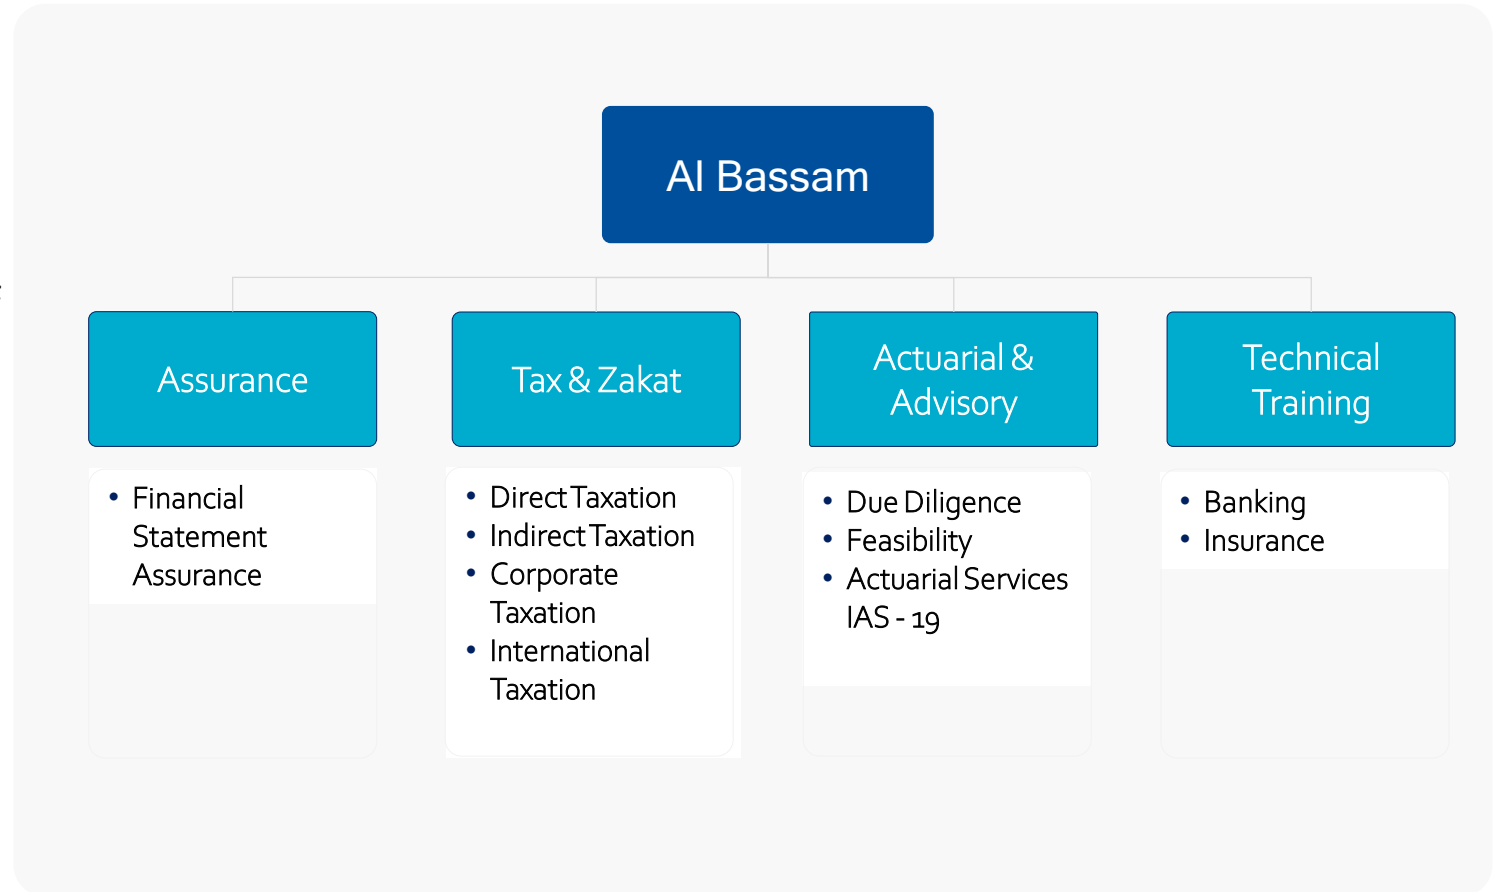 Al Bassam
Assurance
Tax & Zakat
Actuarial &
Advisory
Technical
Training
• Financial
Statement
Assurance
• Direct Taxation
• Indirect Taxation
• Corporate
Taxation
• International
Taxation
• Due Diligence
• Feasibility
• Actuarial Services
IAS - 19
• Banking
• Insurance